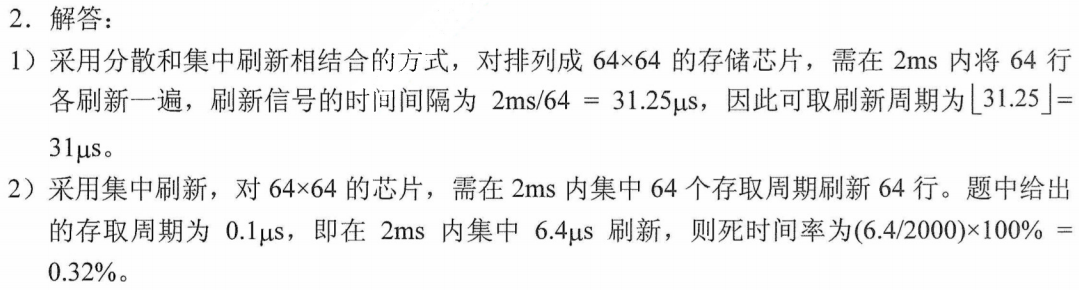 2．解答：
1）采用分散和集中刷新相结合的方式，对排列成 64×64 的存储芯片，需在 2ms 内将 64 行
各刷新一遍，刷新信号的时间间隔为 2ms/64 = 31.25μs，因此可取刷新周期为⌊31.25⌋=
31μs。
2）采用集中刷新，对 64×64 的芯片，需在 2ms 内集中 64 个存取周期刷新 64 行。题中给出
的存取周期为 0.1μs，即在 2ms 内集中 6.4μs 刷新，则死时间率为(6.4/2000)×100% =
0.32%。